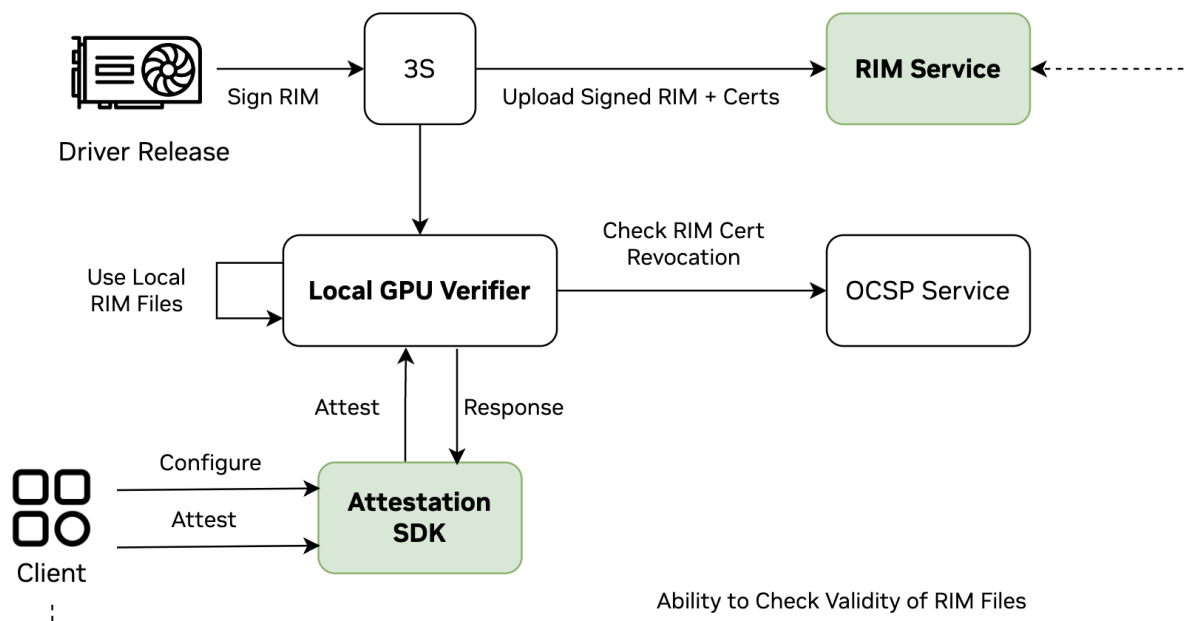 3S
RIM Service
Sign RIM
Upload Signed RIM + Certs
Driver Release
Check RIM Cert
Revocation
Use Local
RIM Files
Local GPU Verifier
OCSP Service
Attest
Response
Configure
Attestation
SDK
Attest
Client
Ability to Check Validity of RIM Files